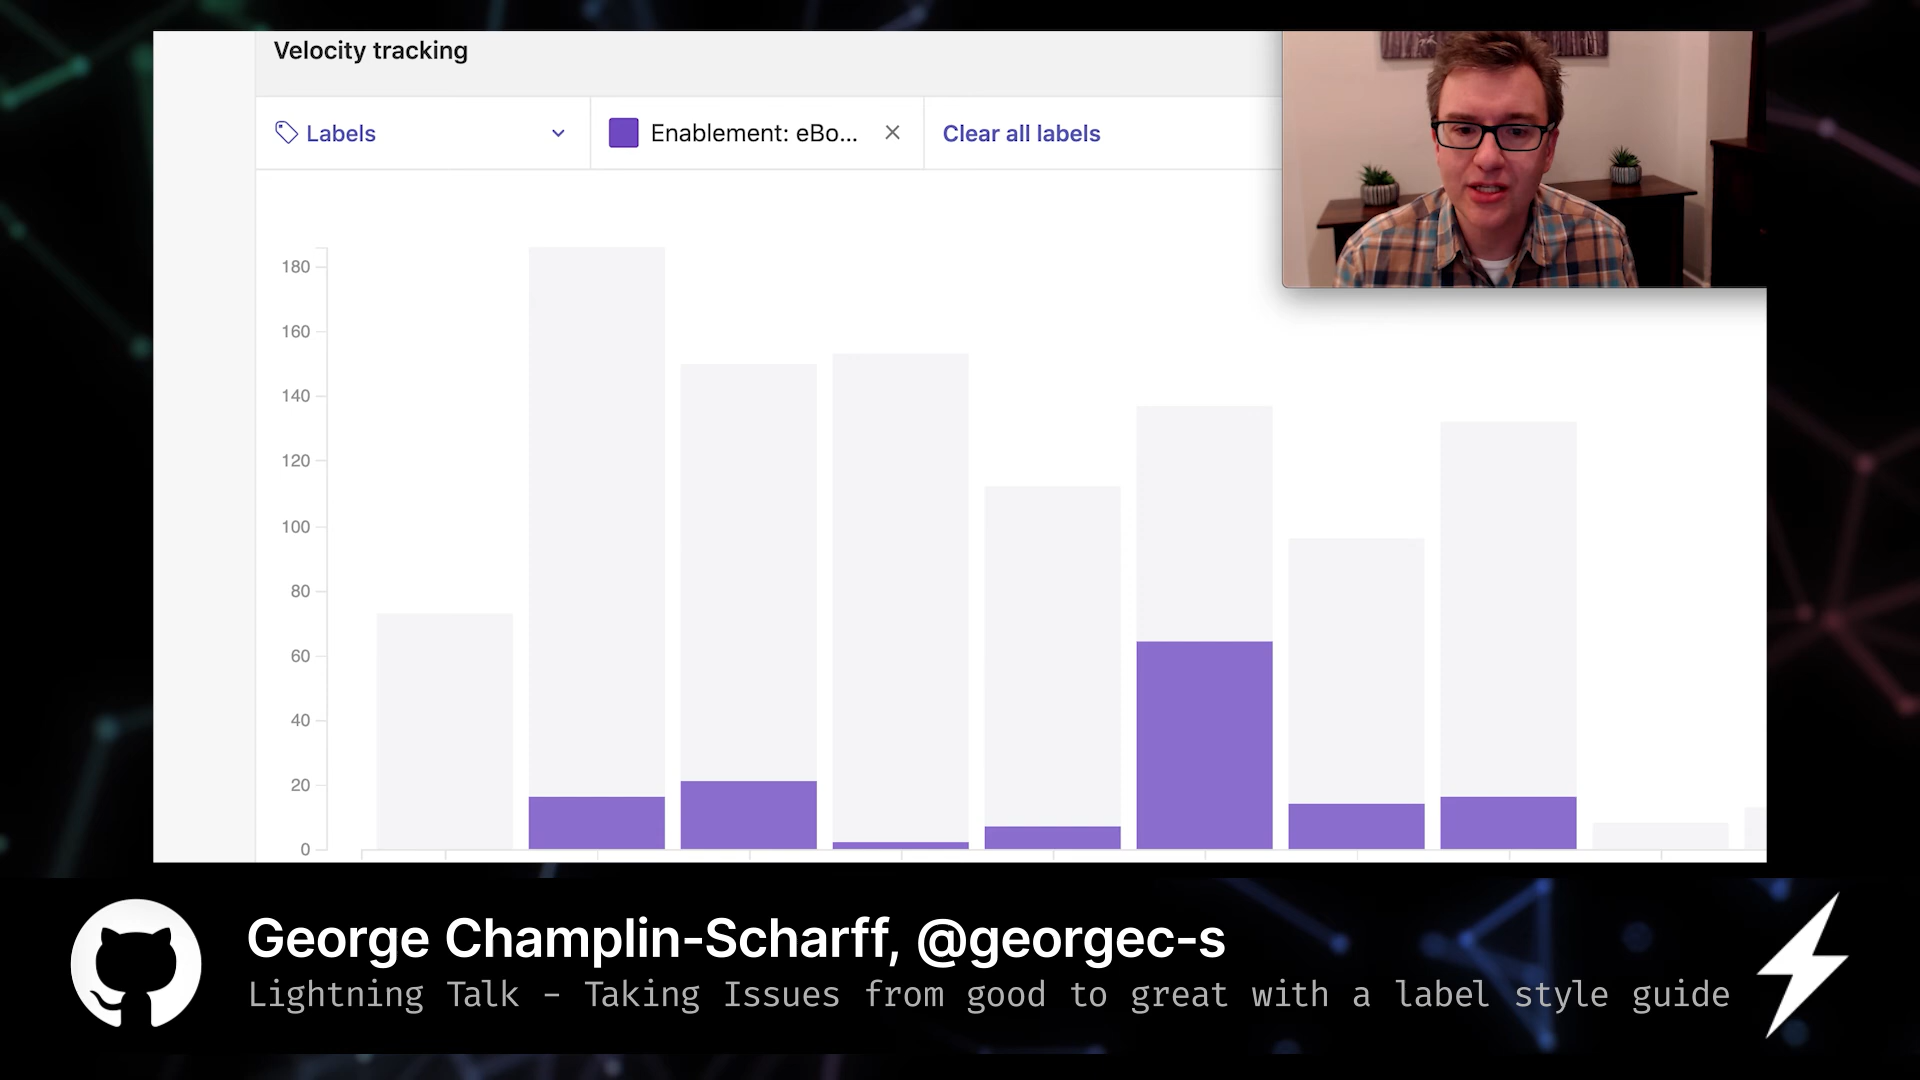 Velocity tracking
Labels
Enablement: eBo...
Clear all labels
180
160
140
120
100
80
60
40
20
0
George Champlin-Scharff, @georgec-s
Lightning Talk - Taking Issues from good to great with a label style guide